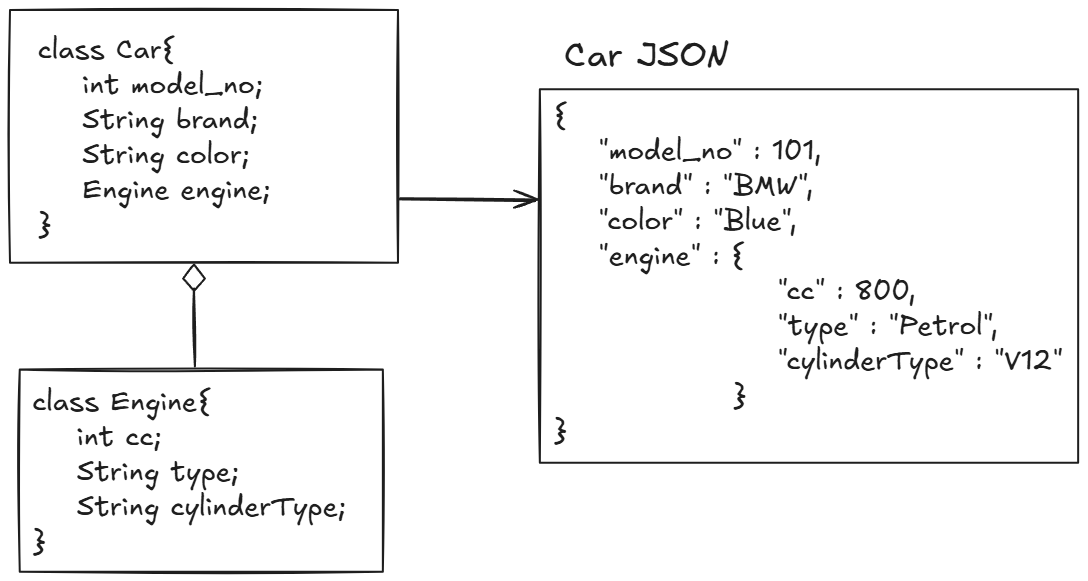 class Car{
int model_no;
String brand;
String color;
Engine engine;
}
class Engine{
int cc;
String type;
String cylinderType;
}
Car JSON
{
"model_no" : 101,
"brand" : "BMW",
"color" : "Blue",
"engine" : {
"cc" : 800,
"type" : "Petrol",
"cylinderType" : "V12"
}
}